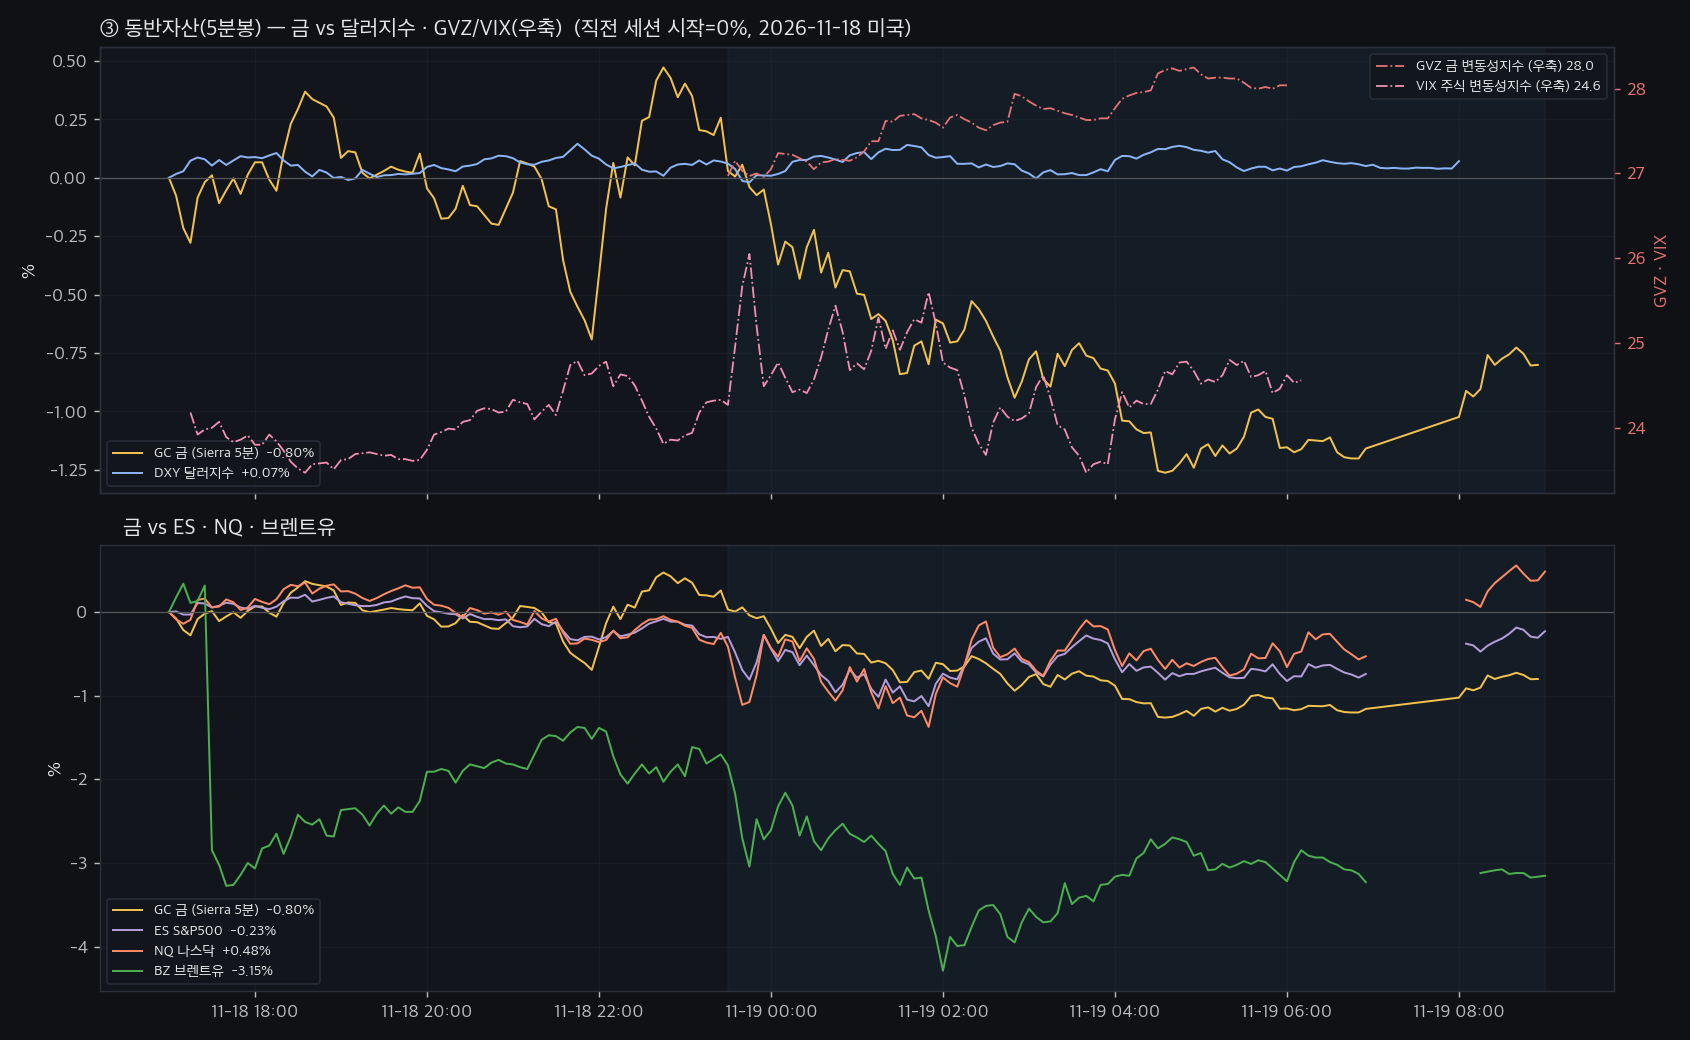 ③ 동반자산(5분봉) — 금 vs 달러지수 · GVZ/VIX(우축)  (직전 세션 시작=0%, 2026-11-18 미국)
0.50
0.25
0.00
-0.25
-0.50
-0.75
-1.00
-1.25
%
GVZ 금 변동성지수 (우축) 28.0
VIX 주식 변동성지수 (우축) 24.6
28
27
26
25
24
GVZ · VIX
GC 금 (Sierra 5분)  -0.80%
DXY 달러지수  +0.07%
금 vs ES · NQ · 브렌트유
0
-1
-2
-3
-4
%
GC 금 (Sierra 5분)  -0.80%
ES S&P500  -0.23%
NQ 나스닥  +0.48%
BZ 브렌트유  -3.15%
11-18 18:00
11-18 20:00
11-18 22:00
11-19 00:00
11-19 02:00
11-19 04:00
11-19 06:00
11-19 08:00